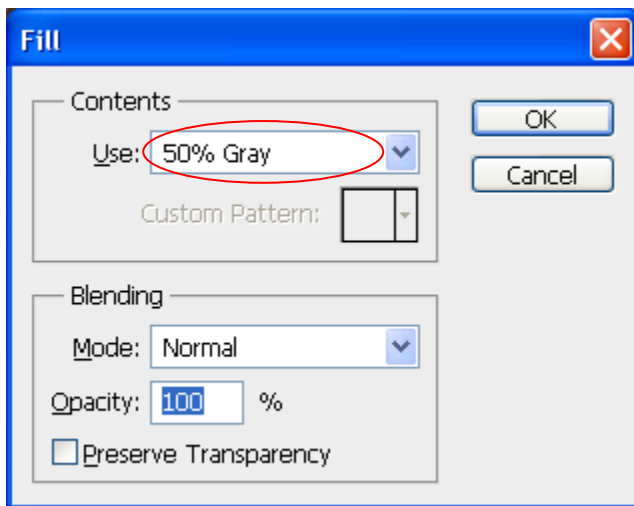 Fill
Contents
Use: 50% Gray
OK
Custom Pattern:
Cancel
Blending
Mode: Normal
Opacity: 100 %
Preserve Transparency